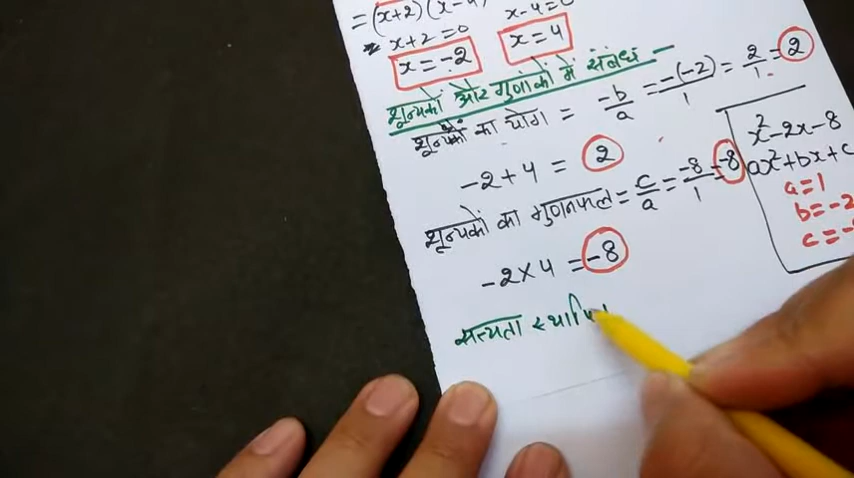 = (x+2) (x-4)
x+2=0 x-4=0
x=-2 x=4
शून्यकों और गुणांकों में संबंध -
शून्यकों का योग = -b/a = -(-2)/1 = 2/1 = 2
-2+4 = 2
शून्यकों का गुणनफल = c/a = -8/1 = -8
-2×4 = -8
सत्यता स्थापि
x²-2x-8
ax²+bx+c
a=1
b=-2
c=-